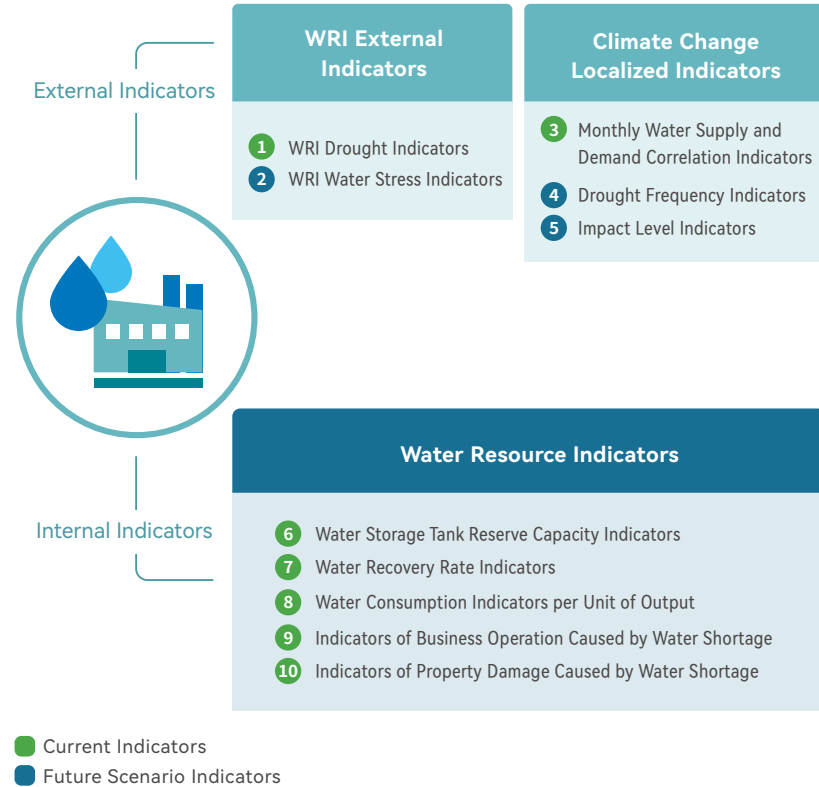 External Indicators
WRI External
Indicators
1 WRI Drought Indicators
2 WRI Water Stress Indicators
Climate Change
Localized Indicators
3 Monthly Water Supply and
Demand Correlation Indicators
4 Drought Frequency Indicators
5 Impact Level Indicators
Internal Indicators
Water Resource Indicators
6 Water Storage Tank Reserve Capacity Indicators
7 Water Recovery Rate Indicators
8 Water Consumption Indicators per Unit of Output
9 Indicators of Business Operation Caused by Water Shortage
10 Indicators of Property Damage Caused by Water Shortage
Current Indicators
Future Scenario Indicators